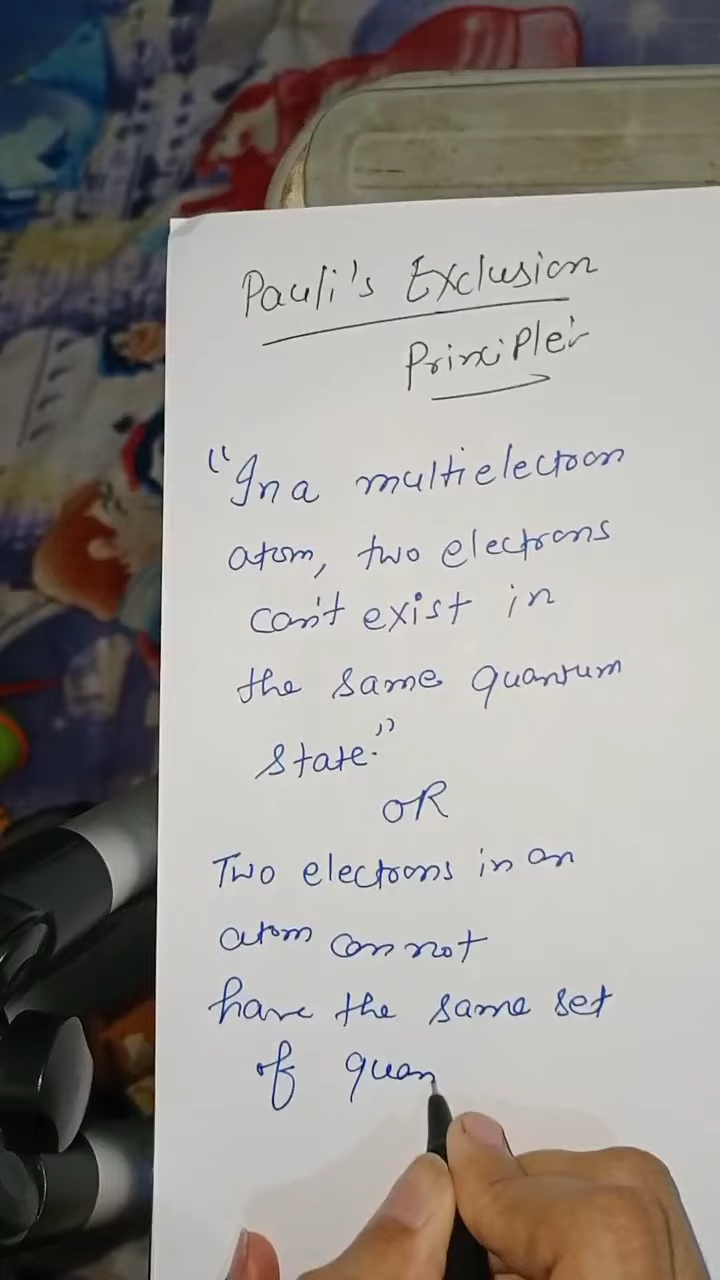 Pauli's Exclusion
Principle:
"In a multielectron
atom, two electrons
can't exist in
the same quantum
state."
OR
Two electrons in an
atom can not
have the same set
of quan